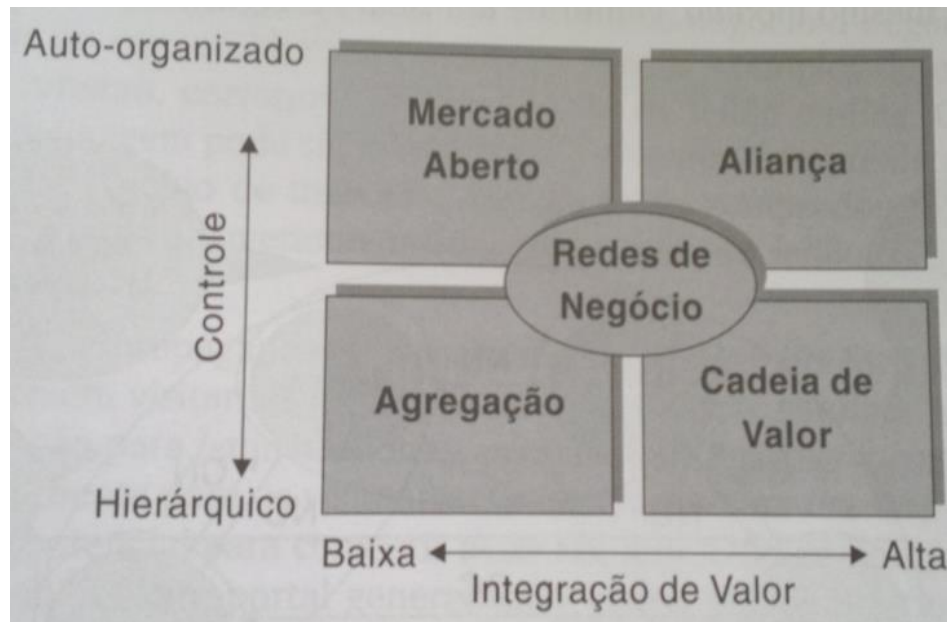 Auto-organizado
Mercado
Aberto
Aliança
Controle
Redes de
Negócio
Agregação
Cadeia de
Valor
Hierárquico
Baixa
Alta
Integração de Valor